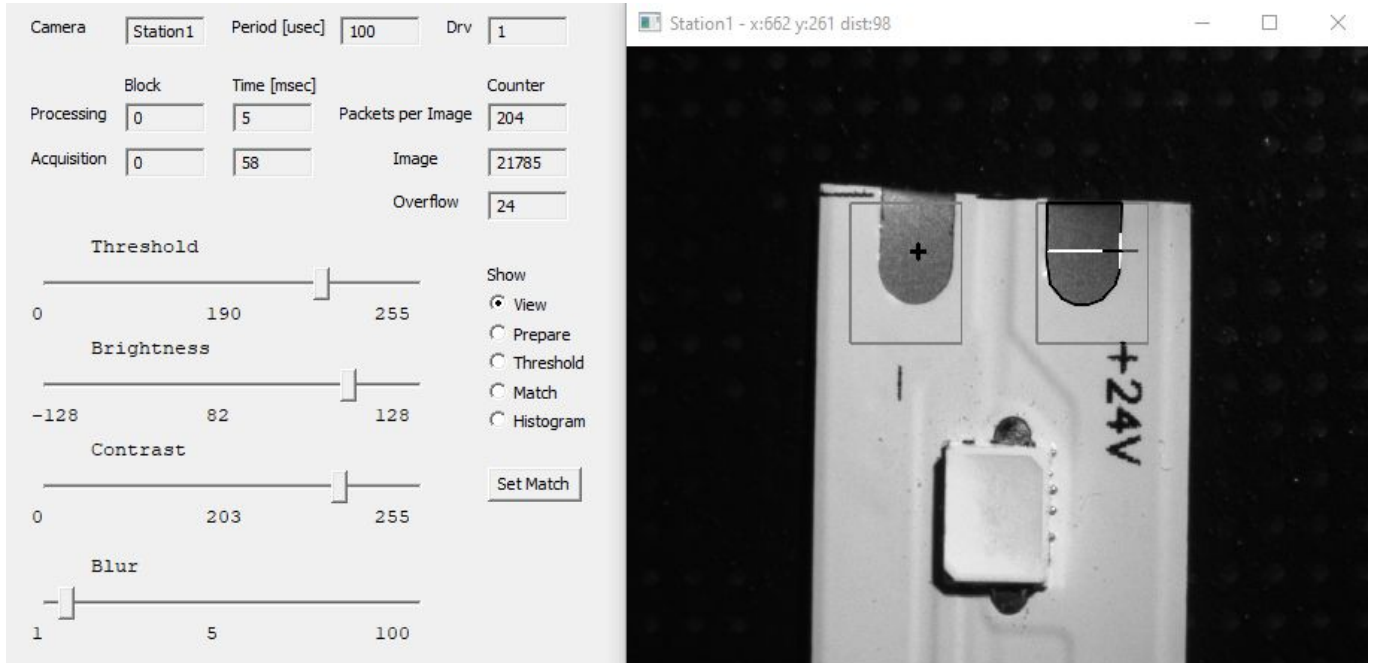 Camera Station1 Period [usec] 100 Drv 1
Block Time [msec] Counter
Processing 0 5 Packets per Image 204
Acquisition 0 58 Image 21785
Overflow 24
Threshold
0 190 255
Brightness
-128 82 128
Contrast
0 203 255
Blur
1 5 100
Show
View
Prepare
Threshold
Match
Histogram
Set Match
Station1 - x:662 y:261 dist:98
+24V